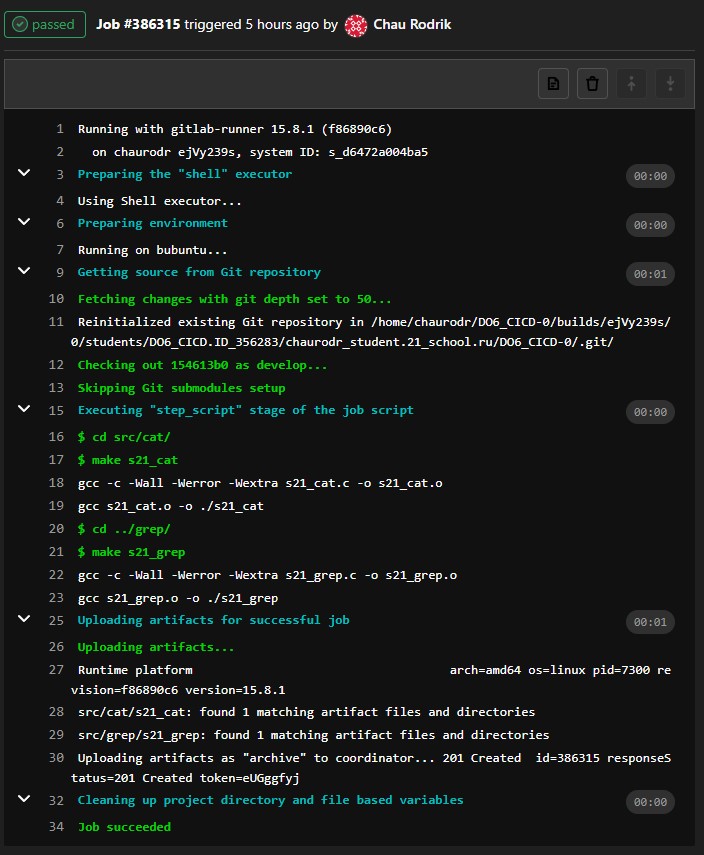 passed Job #386315 triggered 5 hours ago by Chau Rodrik
1 Running with gitlab-runner 15.8.1 (f86890c6)
2 on chaurodr ejVy239s, system ID: s_d6472a004ba5
3 Preparing the "shell" executor 00:00
4 Using Shell executor...
6 Preparing environment 00:00
7 Running on bubuntu...
9 Getting source from Git repository 00:01
10 Fetching changes with git depth set to 50...
11 Reinitialized existing Git repository in /home/chaurodr/DO6_CICD-0/builds/ejVy239s/
0/students/DO6_CICD.ID_356283/chaurodr_student.21_school.ru/DO6_CICD-0/.git/
12 Checking out 154613b0 as develop...
13 Skipping Git submodules setup
15 Executing "step_script" stage of the job script 00:00
16 $ cd src/cat/
17 $ make s21_cat
18 gcc -c -Wall -Werror -Wextra s21_cat.c -o s21_cat.o
19 gcc s21_cat.o -o ./s21_cat
20 $ cd ../grep/
21 $ make s21_grep
22 gcc -c -Wall -Werror -Wextra s21_grep.c -o s21_grep.o
23 gcc s21_grep.o -o ./s21_grep
25 Uploading artifacts for successful job 00:01
26 Uploading artifacts...
27 Runtime platform arch=amd64 os=linux pid=7300 re
vision=f86890c6 version=15.8.1
28 src/cat/s21_cat: found 1 matching artifact files and directories
29 src/grep/s21_grep: found 1 matching artifact files and directories
30 Uploading artifacts as "archive" to coordinator... 201 Created id=386315 responseS
tatus=201 Created token=eUGggfyj
32 Cleaning up project directory and file based variables 00:00
34 Job succeeded